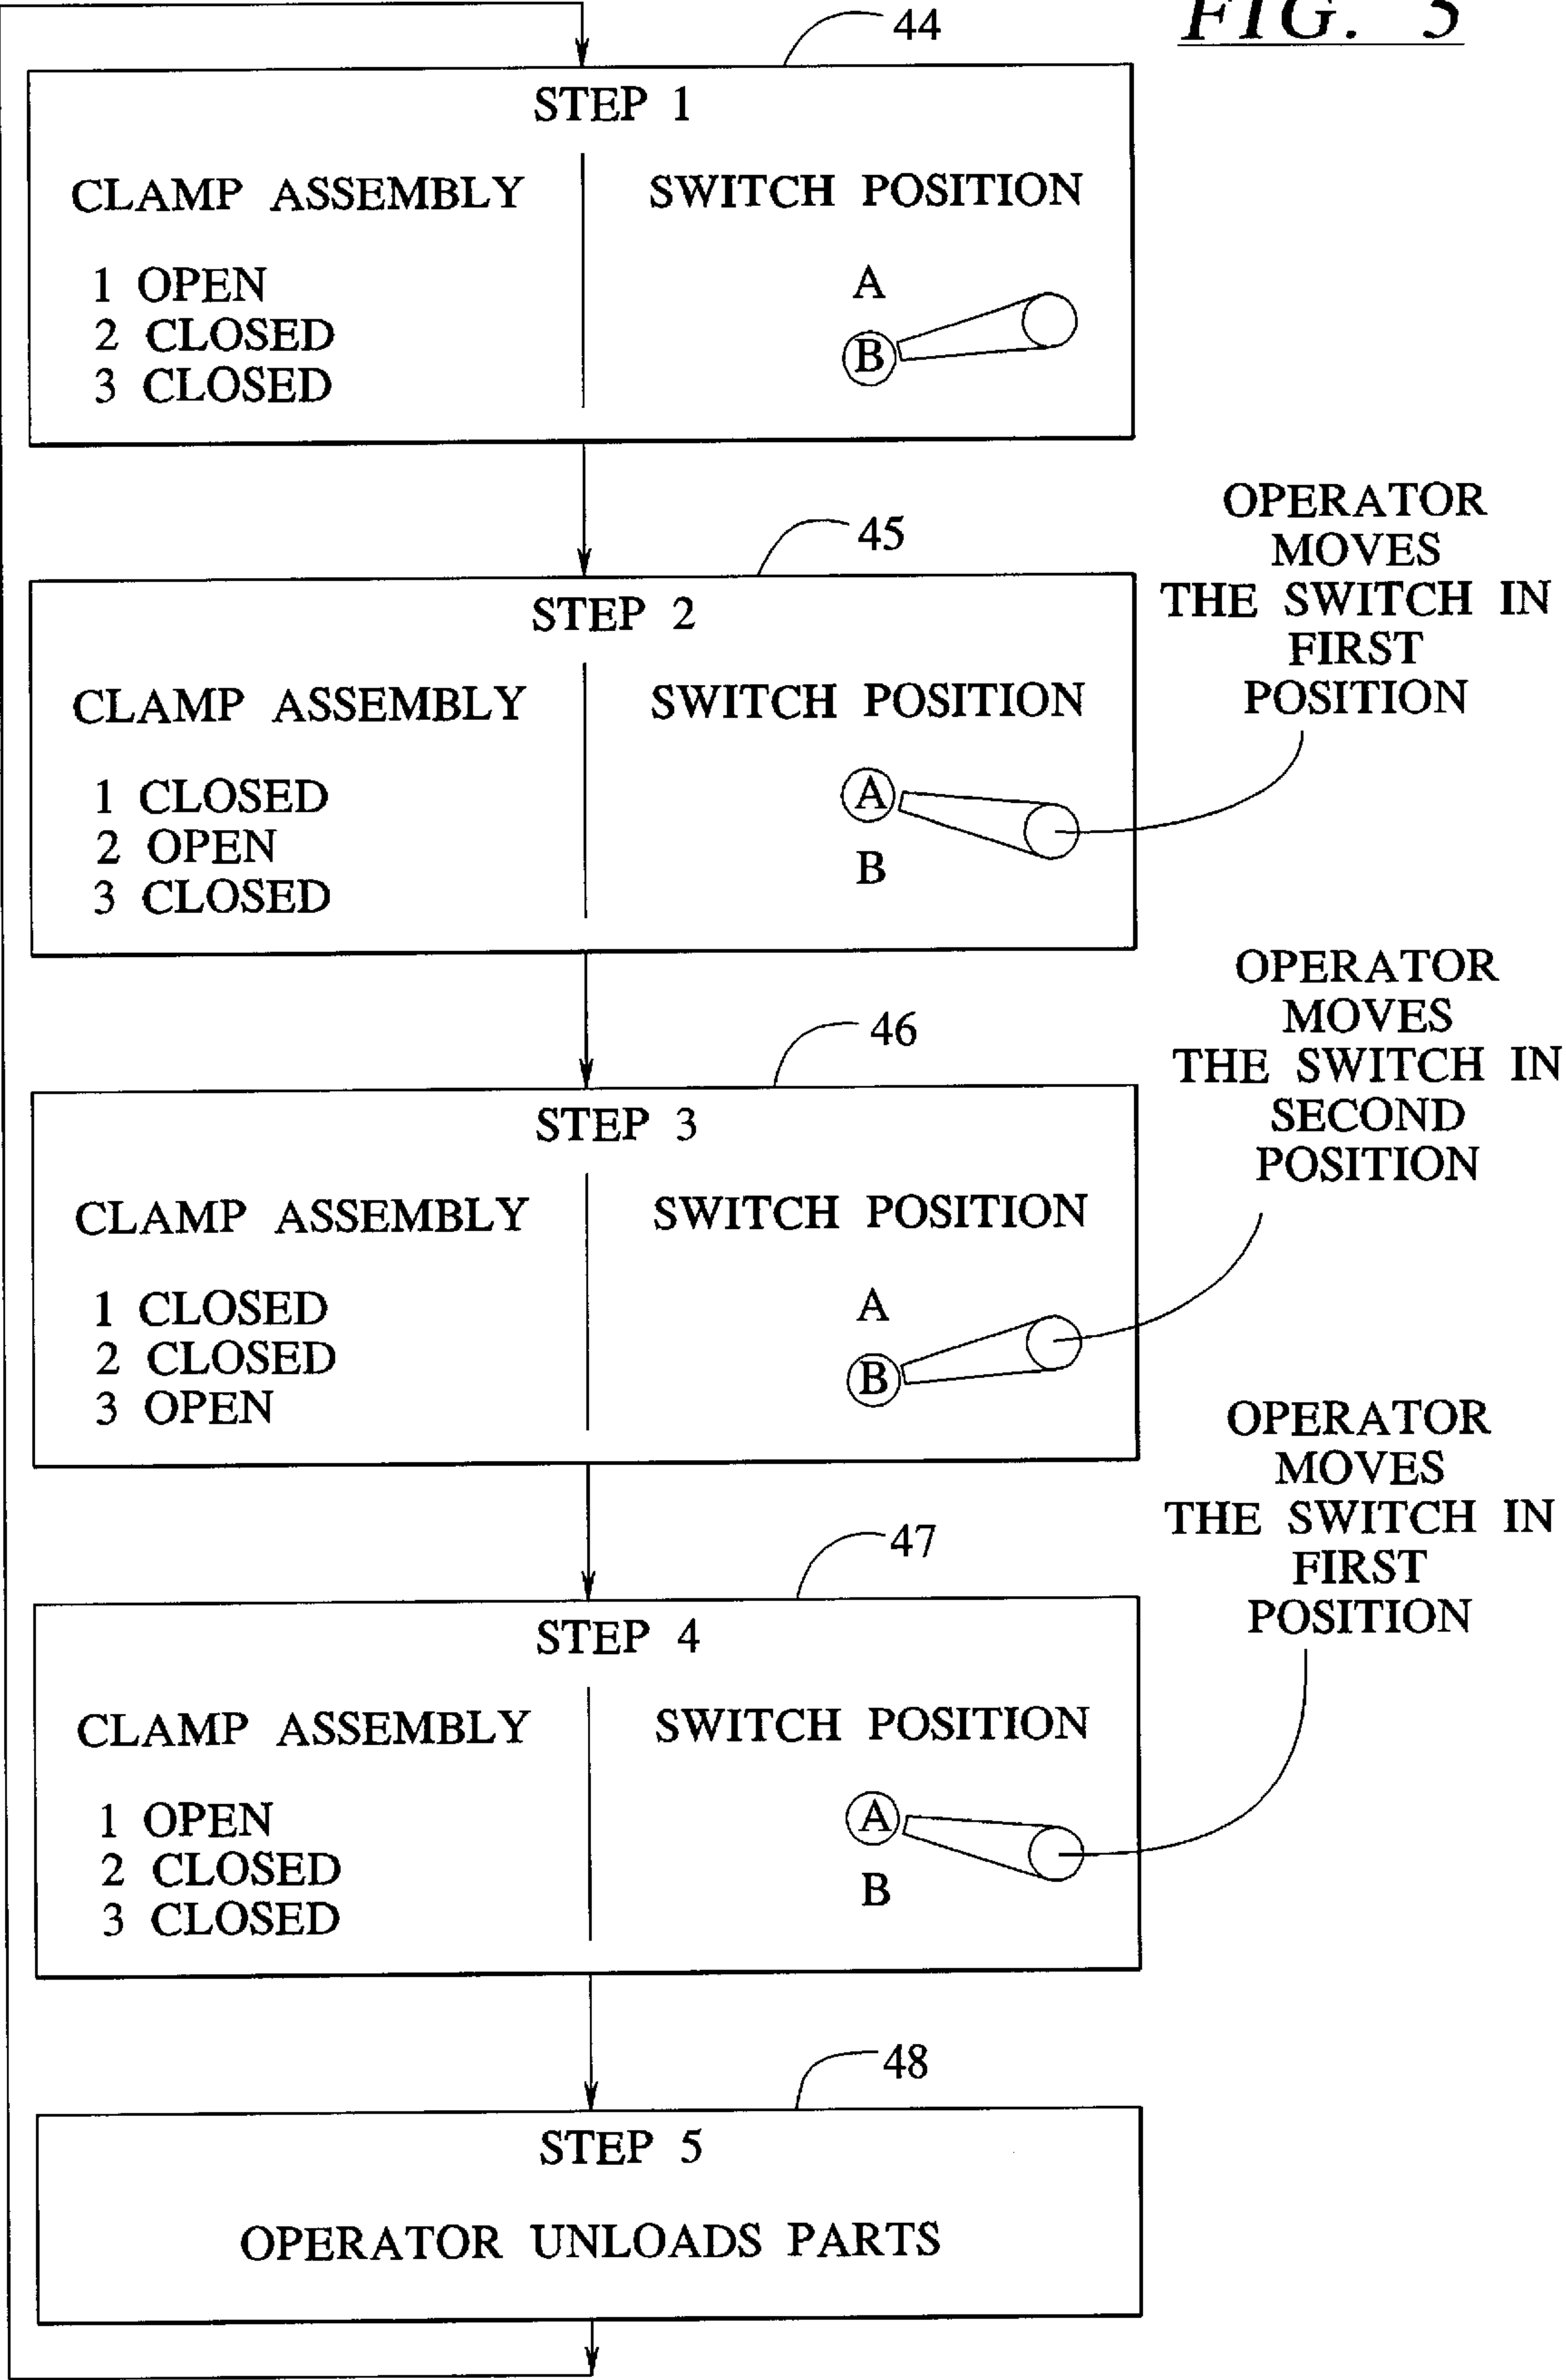 FIG. 5
44
STEP 1
CLAMP ASSEMBLY
SWITCH POSITION
1 OPEN
2 CLOSED
3 CLOSED
A
B
45
STEP 2
CLAMP ASSEMBLY
SWITCH POSITION
1 CLOSED
2 OPEN
3 CLOSED
A
B
OPERATOR
MOVES
THE SWITCH IN
FIRST
POSITION
46
STEP 3
CLAMP ASSEMBLY
SWITCH POSITION
1 CLOSED
2 CLOSED
3 OPEN
A
B
OPERATOR
MOVES
THE SWITCH IN
SECOND
POSITION
47
STEP 4
CLAMP ASSEMBLY
SWITCH POSITION
1 OPEN
2 CLOSED
3 CLOSED
A
B
OPERATOR
MOVES
THE SWITCH IN
FIRST
POSITION
48
STEP 5
OPERATOR UNLOADS PARTS